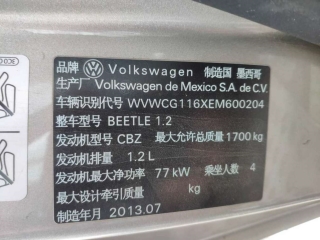 品牌 Volkswagen 制造国 墨西哥
生产厂 Volkswagen de Mexico S.A. de C.V.
车辆识别代号 WVWCG116XEM600204
整车型号 BEETLE 1.2
发动机型号 CBZ 最大允许总质量 1700 kg
发动机排量 1.2 L
发动机最大净功率 77 kW 乘坐人数 4
最大设计牵引质量 kg
制造年月 2013.07